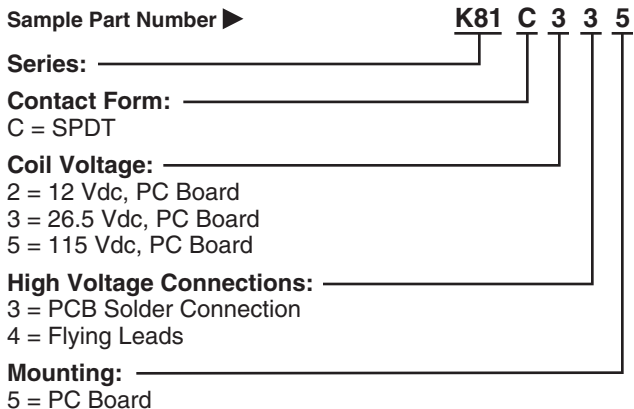 Sample Part Number ▶ K81 C 3 3 5
Series:
Contact Form:
C = SPDT
Coil Voltage:
2 = 12 Vdc, PC Board
3 = 26.5 Vdc, PC Board
5 = 115 Vdc, PC Board
High Voltage Connections:
3 = PCB Solder Connection
4 = Flying Leads
Mounting:
5 = PC Board